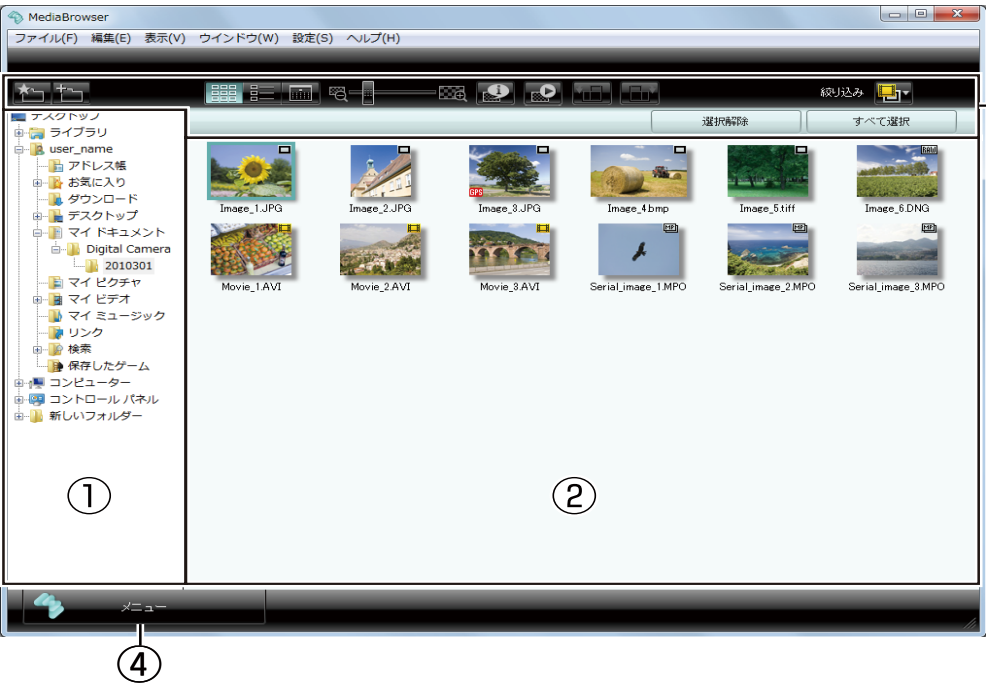 MediaBrowser
ファイル(F) 編集(E) 表示(V) ウインドウ(W) 設定(S) ヘルプ(H)
絞り込み
選択解除 すべて選択
デスクトップ
ライブラリ
user_name
アドレス帳
お気に入り
ダウンロード
デスクトップ
マイ ドキュメント
Digital Camera
2010301
マイ ピクチャ
マイ ビデオ
マイ ミュージック
リンク
検索
保存したゲーム
コンピューター
コントロール パネル
新しいフォルダー
RAW
GPS
Image_1.JPG Image_2.JPG Image_3.JPG Image_4.bmp Image_5.tiff Image_6.DNG
MP MP MP
Movie_1.AVI Movie_2.AVI Movie_3.AVI Serial_image_1.MPO Serial_image_2.MPO Serial_image_3.MPO
① ②
メニュー
④